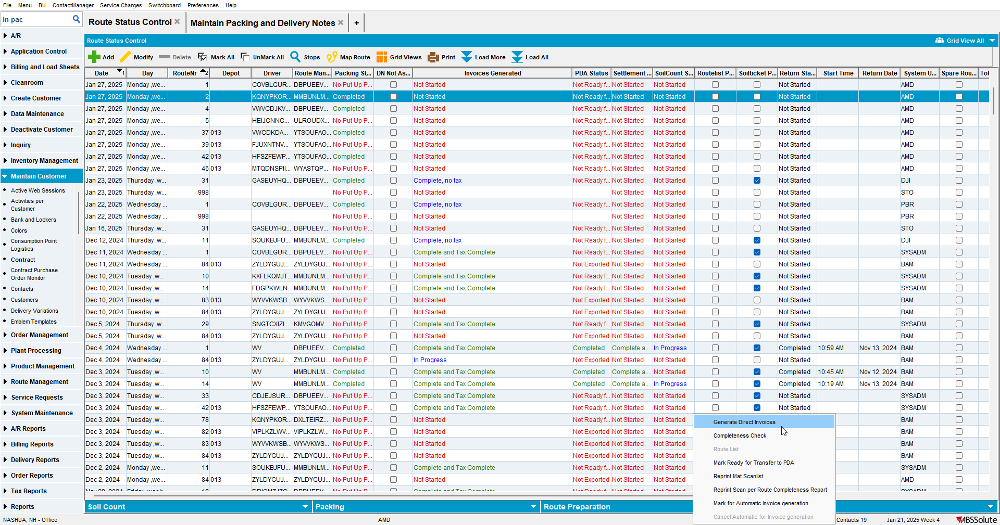 File Menu BU ContactManager Service Charges Switchboard Preferences Help
in pac
Route Status Control Maintain Packing and Delivery Notes +
Route Status Control Grid View All
Add Modify Delete Mark All UnMark All Stops Map Route Grid Views Print Load More Load All
A/R
Application Control
Billing and Load Sheets
Cleanroom
Create Customer
Data Maintenance
Deactivate Customer
Inquiry
Inventory Management
Maintain Customer
Active Web Sessions
Activities per
Customer
Bank and Lockers
Colors
Consumption Point
Logistics
Contract
Contract Purchase
Order Monitor
Contacts
Customers
Delivery Variations
Emblem Templates
Order Management
Plant Processing
Product Management
Route Management
Service Requests
System Maintenance
A/R Reports
Billing Reports
Delivery Reports
Order Reports
Tax Reports
Reports
Date 1 Day RouteNr 2 Depot Driver Route Man... Packing St... DN Not As... Invoices Generated PDA Status Settlement ... SoilCount S... Routelist P... Soilticket P... Return Sta... Start Time Return Date System U... Spare Rou... Tot
Jan 27, 2025 Monday ,we... 1 COVBLGUR... DBPUEEV... No Put Up P... Not Started Not Ready f... Not Started Not Started Not Started AMD
Jan 27, 2025 Monday ,we... 2 KQNYPKOR... MMBUNLM... Completed Not Started Not Ready f... Not Started Not Started Not Started AMD
Jan 27, 2025 Monday ,we... 4 VWVCDJKV... DBPUEEV... Completed Not Started Not Ready f... Not Started Not Started Not Started AMD
Jan 27, 2025 Monday ,we... 5 HEIJGNNG... ULROUDX... No Put Up P... Not Started Not Ready f... Not Started Not Started Not Started AMD
Jan 27, 2025 Monday ,we... 37 013 VWCDKDA... YTSOUFAO... Completed Not Started Not Ready f... Not Started Not Started Not Started AMD
Jan 27, 2025 Monday ,we... 39 013 FJUXNTNV... YTSOUFAO... No Put Up P... Not Started Not Ready f... Not Started Not Started Not Started AMD
Jan 27, 2025 Monday ,we... 42 013 HFSZFEWP... YTSOUFAO... Completed Not Started Not Ready f... Not Started Not Started Not Started AMD
Jan 27, 2025 Monday ,we... 46 013 MTQDNSPII... WYASTQP... No Put Up P... Not Started Not Ready f... Not Started Not Started Not Started AMD
Jan 23, 2025 Thursday ,w... 31 GASEUYHQ... DBPUEEV... Completed Complete, no tax Not Ready f... Not Started Not Started Not Started DJI
Jan 23, 2025 Thursday ,w... 998 No Put Up P... Not Started Not Started Not Started Not Started STO
Jan 22, 2025 Wednesday ... 1 COVBLGUR... DBPUEEV... Completed Complete, no tax Not Ready f... Not Started Not Started Not Started PBR
Jan 22, 2025 Wednesday ... 998 No Put Up P... Not Started Not Started Not Started Not Started PBR
Jan 16, 2025 Thursday ,w... 31 GASEUYHQ... DBPUEEV... No Put Up P... Not Started Not Ready f... Not Started Not Started Not Started STO
Dec 12, 2024 Thursday ,w... 11 SOUKBJFU... MMBUNLM... Completed Complete, no tax Not Ready f... Not Started Not Started Not Started DJI
Dec 11, 2024 Wednesday ... 1 COVBLGUR... DBPUEEV... No Put Up P... Complete and Tax Complete Not Ready f... Not Started Not Started Not Started SYSADM
Dec 11, 2024 Wednesday ... 84 013 ZYLDYGUJ... ZYLDYGUJ... No Put Up P... Not Started Not Exported Not Started Not Started Not Started BAM
Dec 10, 2024 Tuesday ,w... 10 KXFLKQMJT... MMBUNLM... No Put Up P... Complete and Tax Complete Not Ready f... Not Started Not Started Not Started SYSADM
Dec 10, 2024 Tuesday ,w... 14 FDGPKWLN... MMBUNLM... No Put Up P... Complete and Tax Complete Not Ready f... Not Started Not Started Not Started SYSADM
Dec 10, 2024 Tuesday ,w... 83 013 WYVVKWSB... WYVVKWS... No Put Up P... Not Started Not Exported Not Started Not Started Not Started BAM
Dec 10, 2024 Tuesday ,w... 84 013 ZYLDYGUJ... ZYLDYGUJ... No Put Up P... Not Started Not Exported Not Started Not Started Not Started BAM
Dec 5, 2024 Thursday ,w... 29 SNGTCXIZI... KMVGOMV... No Put Up P... Complete and Tax Complete Not Ready f... Not Started Not Started Not Started SYSADM
Dec 5, 2024 Thursday ,w... 84 013 ZYLDYGUJ... ZYLDYGUJ... No Put Up P... Not Started Not Exported Not Started Not Started Not Started BAM
Dec 4, 2024 Wednesday ... 1 WV DBPUEEV... Completed Complete and Tax Complete Completed Complete a... In Progress Completed 10:59 AM Nov 13, 2024 BAM
Dec 4, 2024 Wednesday ... 84 013 ZYLDYGUJ... ZYLDYGUJ... No Put Up P... In Progress Not Exported Not Started Not Started Not Started BAM
Dec 3, 2024 Tuesday ,w... 10 WV MMBUNLM... Completed Complete and Tax Complete Completed Complete a... Not Started Completed 10:45 AM Nov 12, 2024 BAM
Dec 3, 2024 Tuesday ,w... 14 WV MMBUNLM... Completed Complete and Tax Complete Completed Complete a... In Progress Completed 10:19 AM Nov 13, 2024 BAM
Dec 3, 2024 Tuesday ,w... 33 CDJEJSUR... DBPUEEV... No Put Up P... Complete and Tax Complete Not Ready f... Not Started Not Started Not Started SYSADM
Dec 3, 2024 Tuesday ,w... 42 013 HFSZFEWP... YTSOUFAO... No Put Up P... Complete and Tax Complete Not Ready f... Not Started Not Started Not Started SYSADM
Dec 3, 2024 Tuesday ,w... 78 KQNYPKOR... DXLTEIRZ... No Put Up P... Not Started Not Ready f... Not Started Not Started BAM
Dec 3, 2024 Tuesday ,w... 82 013 VIPLKZLWV... VIPLKZLW... No Put Up P... Not Started Not Exported Not Started Not Started BAM
Dec 3, 2024 Tuesday ,w... 83 013 WYVVKWSB... WYVVKWS... No Put Up P... Not Started Not Exported Not Started Not Started BAM
Dec 3, 2024 Tuesday ,w... 84 013 ZYLDYGUJ... ZYLDYGUJ... No Put Up P... Not Started Not Exported Not Started Not Started BAM
Dec 2, 2024 Monday ,we... 11 SOUKBJFU... MMBUNLM... No Put Up P... Complete and Tax Complete Not Ready f... Not Started Not Started SYSADM
Dec 2, 2024 Monday ,we... 84 013 ZYLDYGUJ... ZYLDYGUJ... No Put Up P... Not Started Not Exported Not Started Not Started AMD
Generate Direct Invoices
Completeness Check
Route List
Mark Ready for Transfer to PDA
Reprint Mat Scanlist
Reprint Scan per Route Completeness Report
Mark for Automatic Invoice generation
Cancel Automatic for Invoice generation
Soil Count Packing Route Preparation
NASHUA, NH - Office AMD Contacts 19 Jan 21, 2025 Week 4 ABSSolute